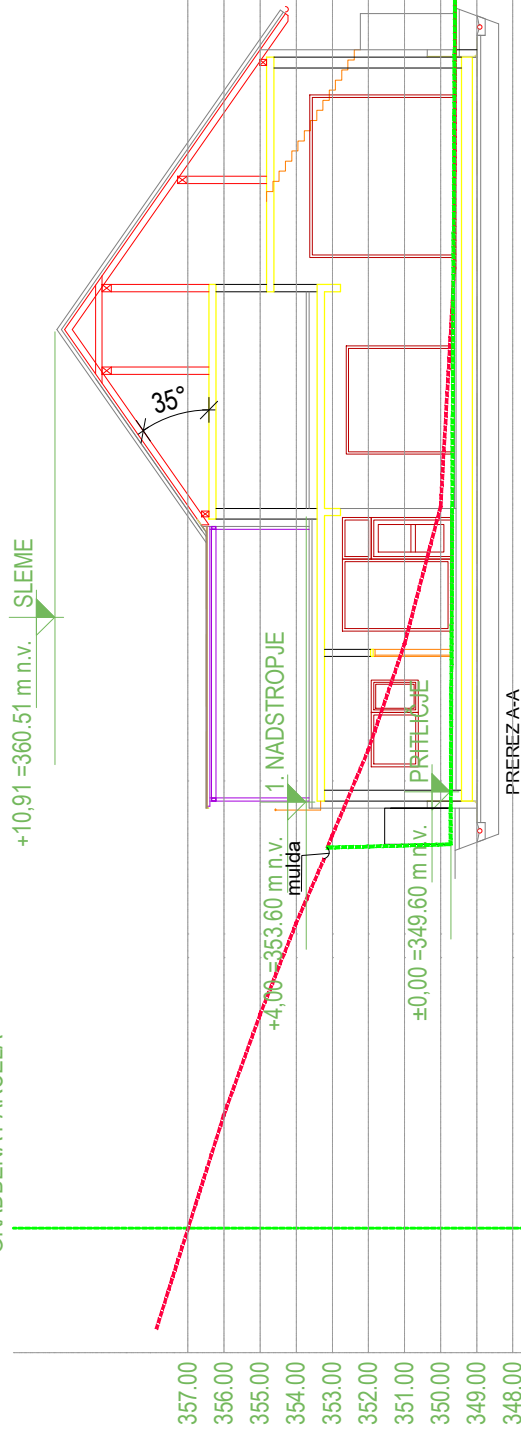 +10,91 =360.51 m n.v. SLEME
35°
+4,00 =353.60 m n.v. 1. NADSTROPJE
mulda
±0,00 =349.60 m n.v. PRITLIČJE
357.00
356.00
355.00
354.00
353.00
352.00
351.00
350.00
349.00
348.00
PREREZ A-A